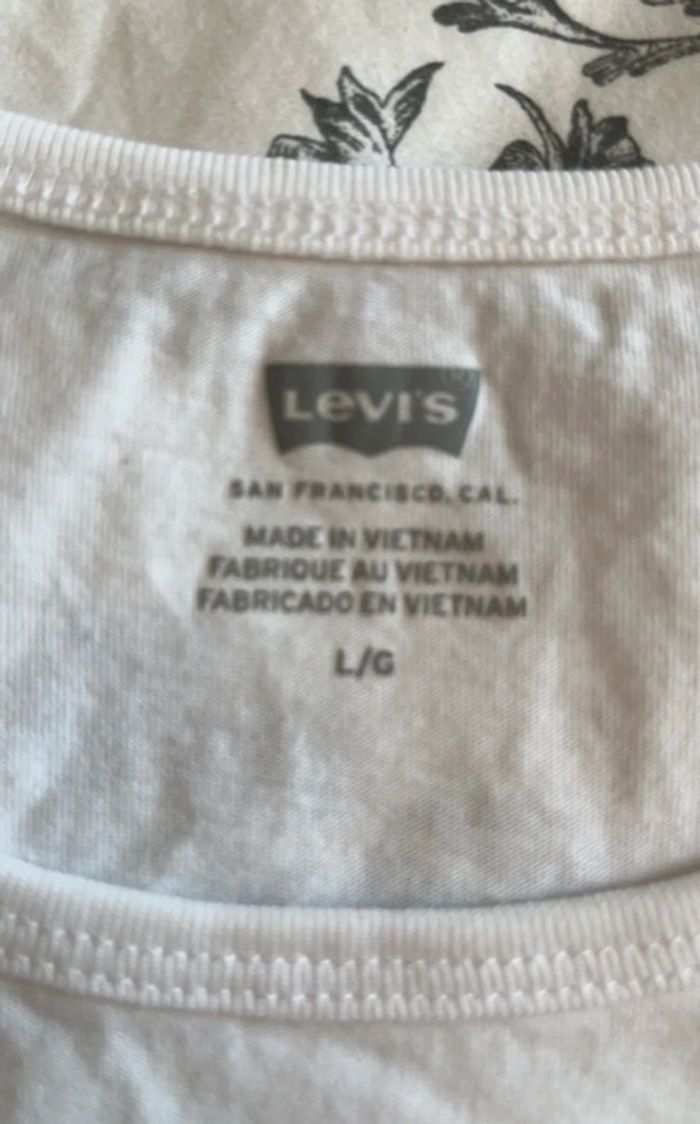 LEVI'S
SAN FRANCISCO, CAL.
MADE IN VIETNAM
FABRIQUE AU VIETNAM
FABRICADO EN VIETNAM
L/G